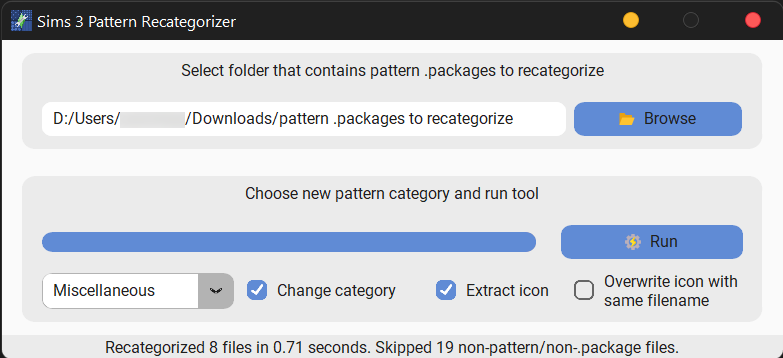 Sims 3 Pattern Recategorizer
Select folder that contains pattern .packages to recategorize
D:/Users/ /Downloads/pattern .packages to recategorize
Browse
Choose new pattern category and run tool
Run
Miscellaneous
Change category
Extract icon
Overwrite icon with
same filename
Recategorized 8 files in 0.71 seconds. Skipped 19 non-pattern/non-.package files.